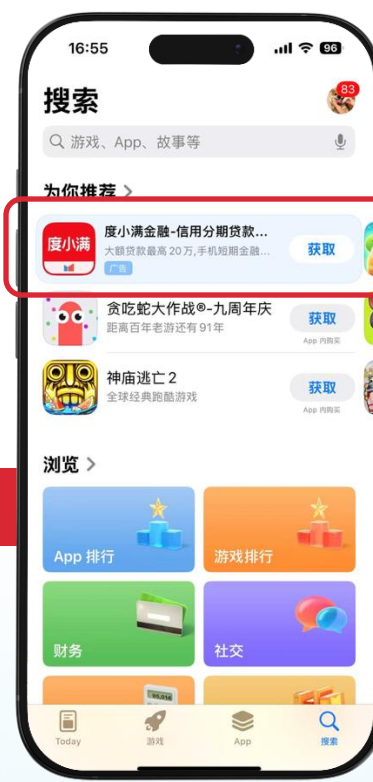 16:55
96
搜索
83
游戏、App、故事等
为你推荐
度小满
度小满金融-信用分期贷款...
大额贷款最高20万,手机短期金融...
广告
获取
贪吃蛇大作战®-九周年庆
距离百年老游还有91年
获取
App 内购买
神庙逃亡2
全球经典跑酷游戏
获取
App 内购买
浏览
App 排行
游戏排行
财务
社交
Today
游戏
App
搜索